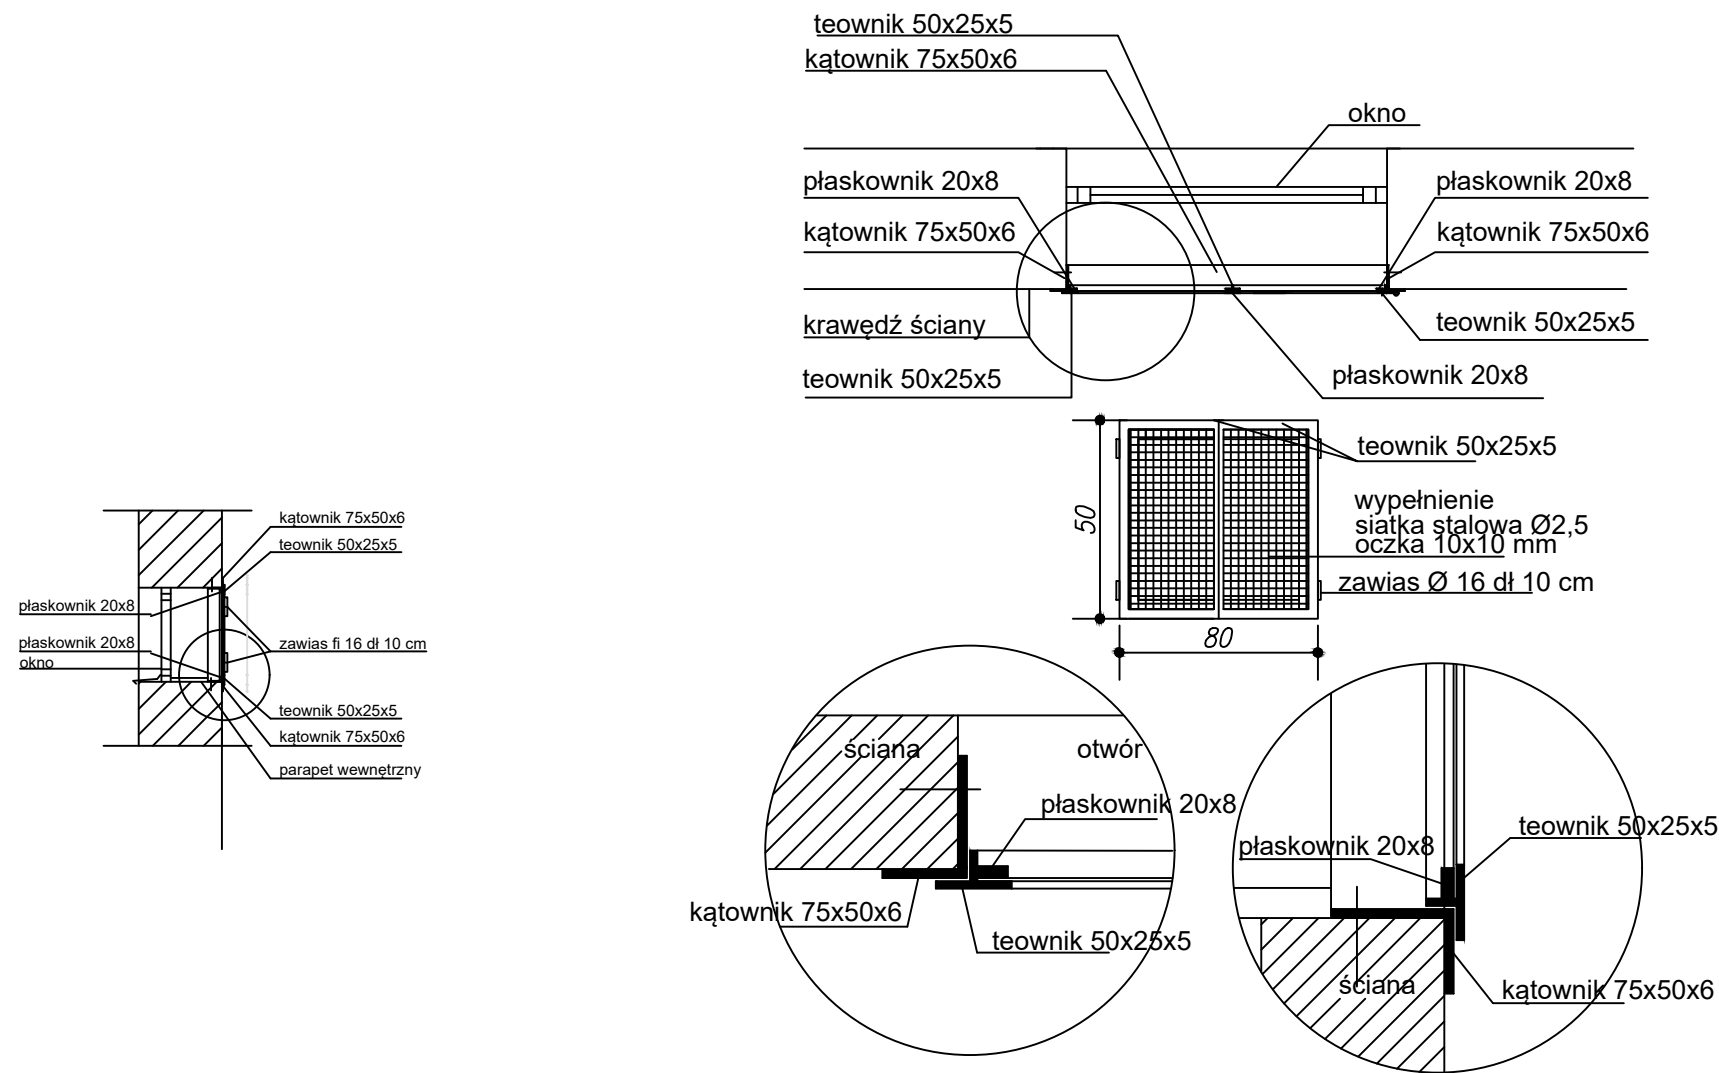 teownik 50x25x5
kątownik 75x50x6
okno
płaskownik 20x8
płaskownik 20x8
kątownik 75x50x6
kątownik 75x50x6
krawędź ściany
teownik 50x25x5
teownik 50x25x5
płaskownik 20x8
teownik 50x25x5
50
wypełnienie
siatka stalowa Ø2,5
oczka 10x10 mm
zawias Ø 16 dł 10 cm
80
kątownik 75x50x6
teownik 50x25x5
płaskownik 20x8
płaskownik 20x8
okno
zawias fi 16 dł 10 cm
teownik 50x25x5
kątownik 75x50x6
parapet wewnętrzny
ściana
otwór
płaskownik 20x8
kątownik 75x50x6
teownik 50x25x5
teownik 50x25x5
płaskownik 20x8
ściana
kątownik 75x50x6